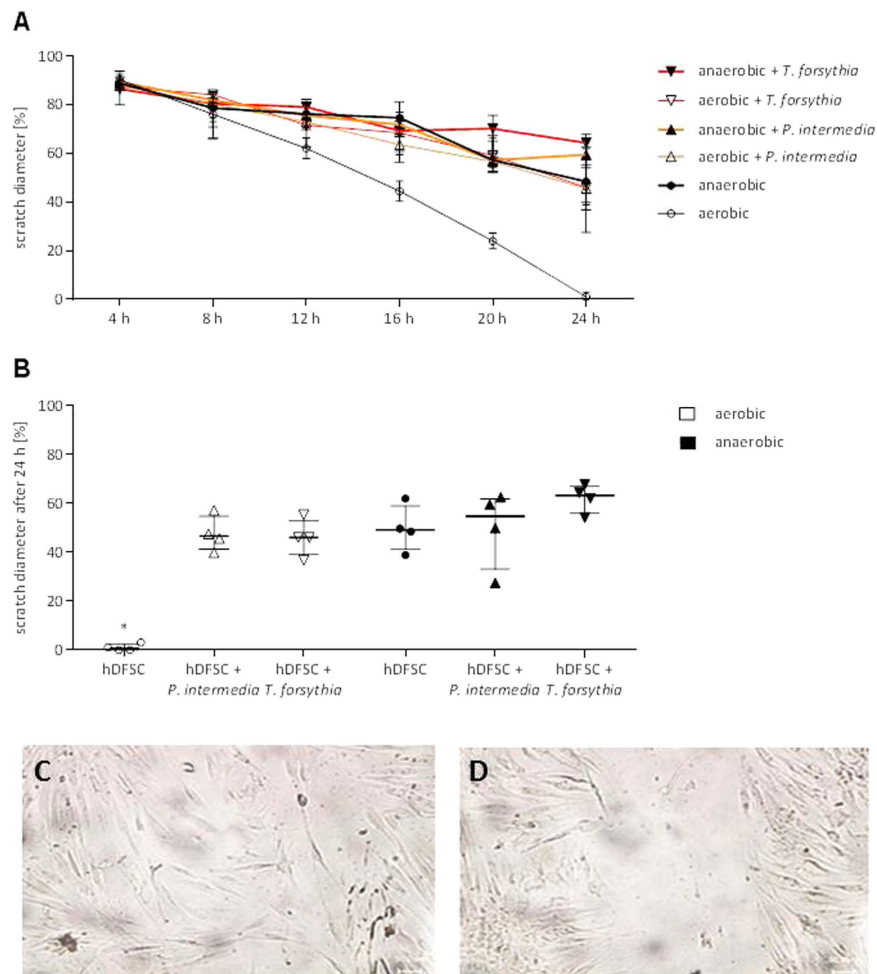 A
scratch diameter [%]
100
80
60
40
20
0
4 h 8 h 12 h 16 h 20 h 24 h
anaerobic + T. forsythia
aerobic + T. forsythia
anaerobic + P. intermedia
aerobic + P. intermedia
anaerobic
aerobic
B
scratch diameter after 24 h [%]
100
80
60
40
20
0
*
aerobic
anaerobic
hDFSC hDFSC + hDFSC + hDFSC hDFSC + hDFSC +
P. intermedia T. forsythia P. intermedia T. forsythia
C D